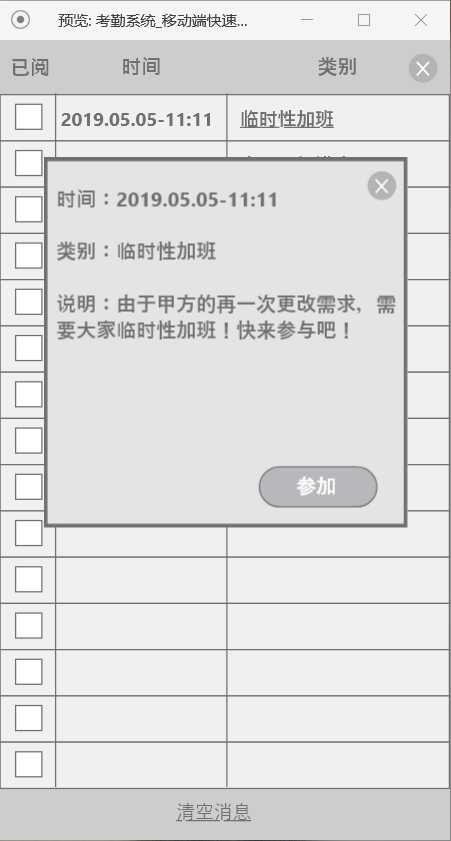 预览: 考勤系统_移动端快速...
已阅 时间 类别
2019.05.05-11:11 临时性加班
时间：2019.05.05-11:11
类别：临时性加班
说明：由于甲方的再一次更改需求，需
要大家临时性加班！快来参与吧！
参加
清空消息